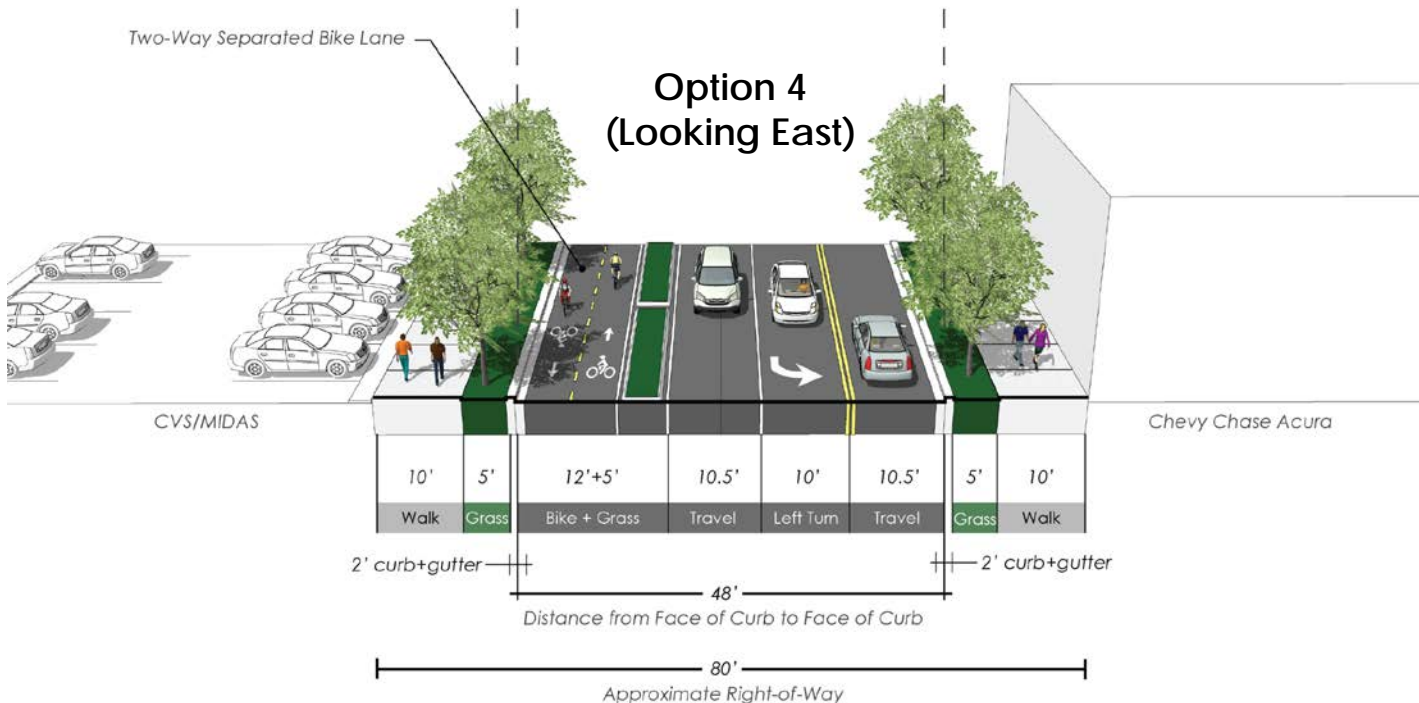 Two-Way Separated Bike Lane
Option 4
(Looking East)
CVS/MIDAS
Chevy Chase Acura
10' 5' 12'+5' 10.5' 10' 10.5' 5' 10'
Walk Grass Bike + Grass Travel Left Turn Travel Grass Walk
2' curb+gutter 2' curb+gutter
48'
Distance from Face of Curb to Face of Curb
80'
Approximate Right-of-Way